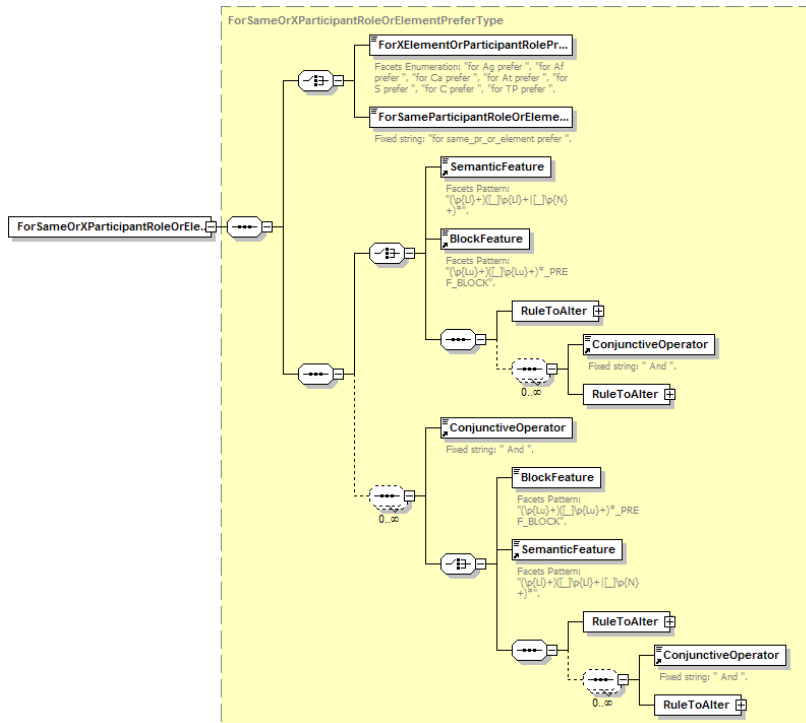 ForSameOrXParticipantRoleOrElementPreferType
ForXElementOrParticipantRolePr...
Facets Enumeration: "for Ag prefer ", "for Af
prefer ", "for Ca prefer ", "for At prefer ", "for
S prefer ", "for C prefer ", "for TP prefer ".
ForSameParticipantRoleOrEleme...
Fixed string: "for same_pr_or_element prefer ".
SemanticFeature
Facets Pattern:
"(\p{Ll}+)([_]\p{Ll}+|[_]\p{N}
+)*".
ForSameOrXParticipantRoleOrEle...
BlockFeature
Facets Pattern:
"(\p{Lu}+)([_]\p{Lu}+)*_PRE
F_BLOCK".
RuleToAlter
ConjunctiveOperator
Fixed string: " And ".
RuleToAlter
0..∞
ConjunctiveOperator
Fixed string: " And ".
BlockFeature
Facets Pattern:
"(\p{Lu}+)([_]\p{Lu}+)*_PRE
F_BLOCK".
0..∞
SemanticFeature
Facets Pattern:
"(\p{Ll}+)([_]\p{Ll}+|[_]\p{N}
+)*".
RuleToAlter
ConjunctiveOperator
Fixed string: " And ".
RuleToAlter
0..∞